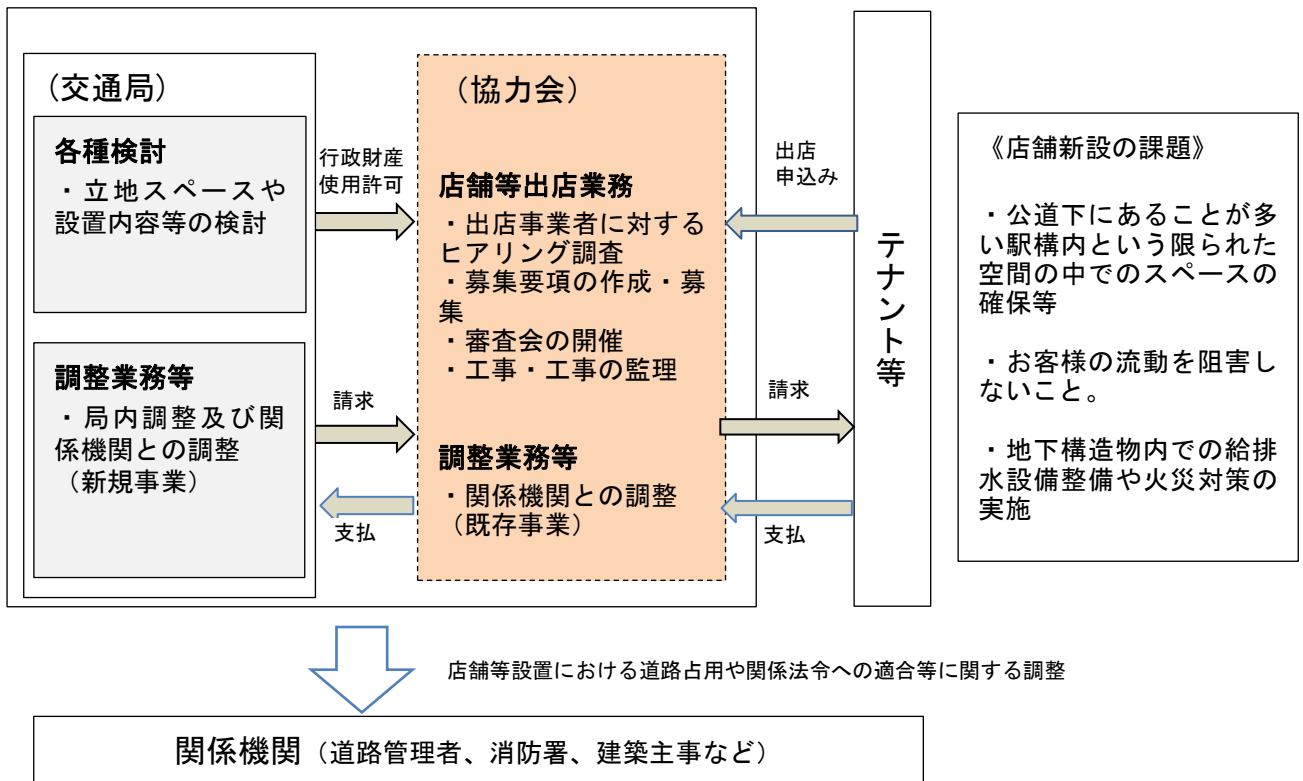 （交通局）
各種検討
・立地スペースや
設置内容等の検討
調整業務等
・局内調整及び関
係機関との調整
（新規事業）
行政財産
使用許可
請求
支払
（協力会）
店舗等出店業務
・出店事業者に対する
ヒアリング調査
・募集要項の作成・募
集
・審査会の開催
・工事・工事の監理
調整業務等
・関係機関との調整
（既存事業）
出店
申込み
請求
支払
テナント等
《店舗新設の課題》
・公道下にあることが多
い駅構内という限られた
空間の中でのスペースの
確保等
・お客様の流動を阻害し
ないこと。
・地下構造物内での給排
水設備整備や火災対策の
実施
店舗等設置における道路占用や関係法令への適合等に関する調整
関係機関（道路管理者、消防署、建築主事など）